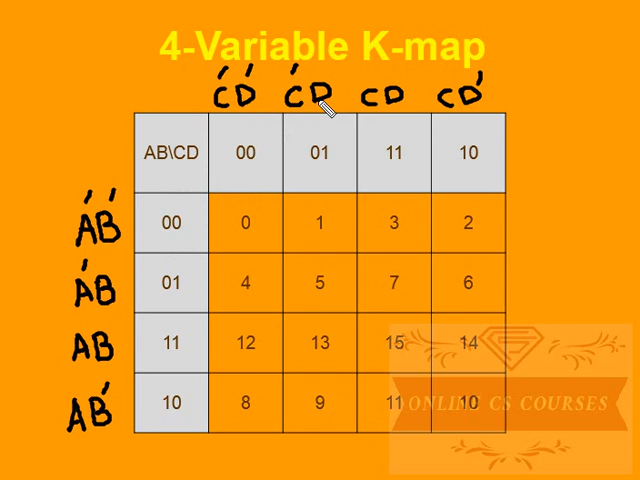 4-Variable K-map
C'D' C'D CD CD'
AB\CD 00 01 11 10
A'B' 00 0 1 3 2
A'B 01 4 5 7 6
AB 11 12 13 15 14
AB' 10 8 9 11 10
ONLINE CS COURSES